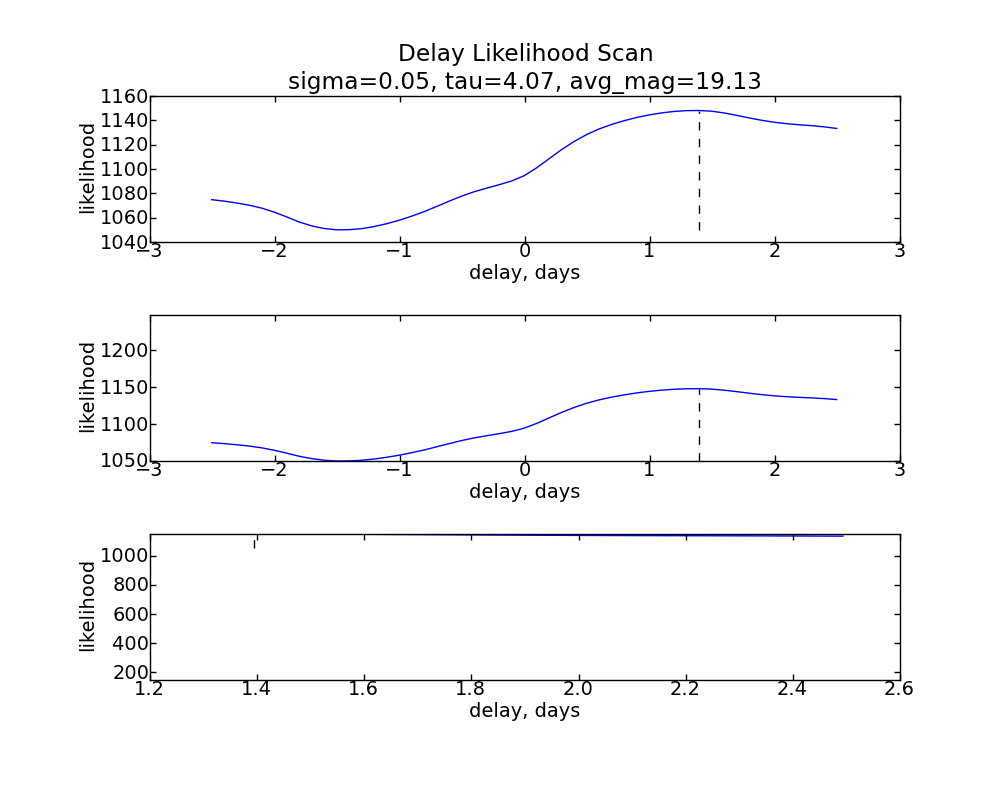 Delay Likelihood Scan
sigma=0.05, tau=4.07, avg_mag=19.13
1160
1140
1120
1100
1080
1060
1040
likelihood
−3 −2 −1 0 1 2 3
delay, days
1200
1150
1100
1050
likelihood
−3 −2 −1 0 1 2 3
delay, days
1000
800
600
400
200
likelihood
1.2 1.4 1.6 1.8 2.0 2.2 2.4 2.6
delay, days